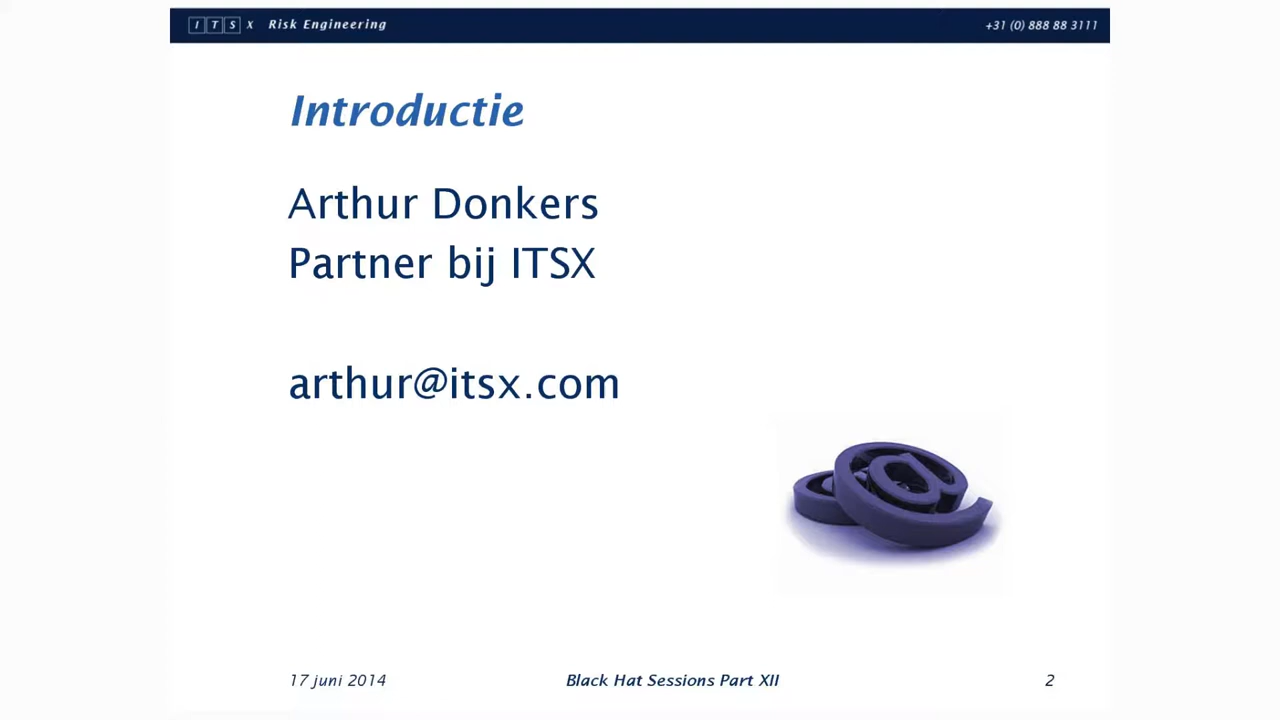 ITSX Risk Engineering +31 (0) 888 88 3111
Introductie
Arthur Donkers
Partner bij ITSX
arthur@itsx.com
17 juni 2014 Black Hat Sessions Part XII 2